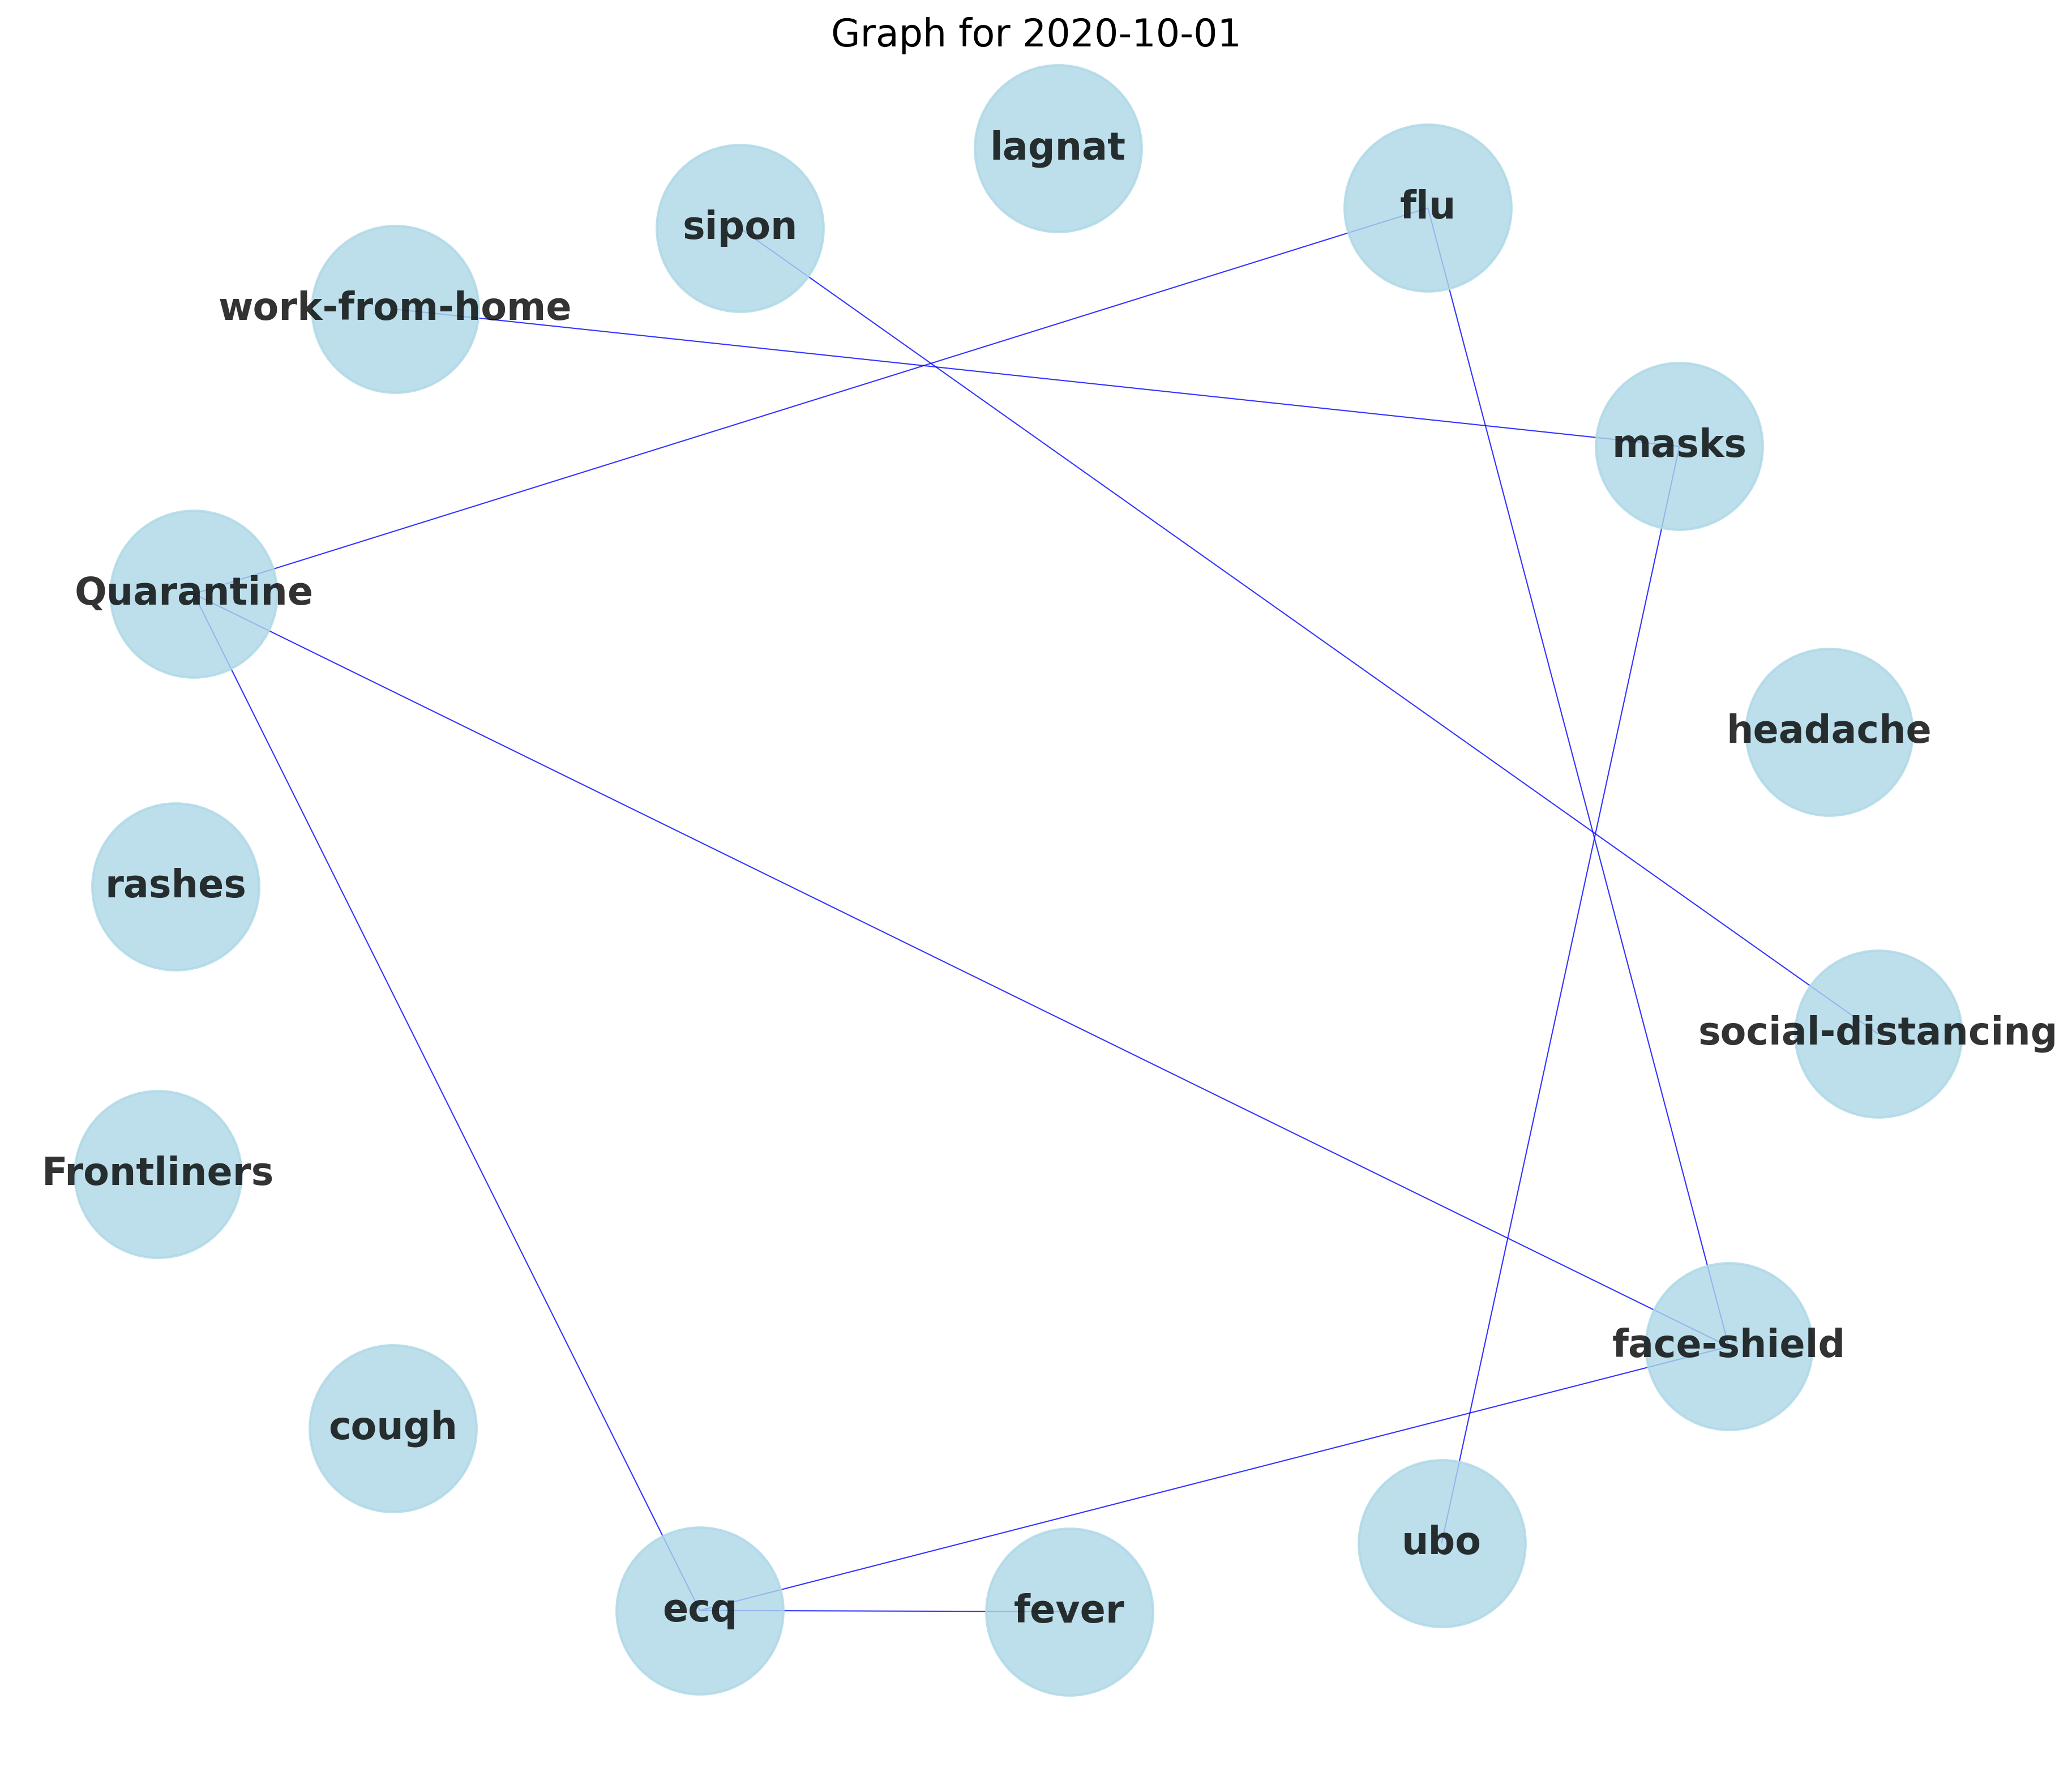 Graph for 2020-10-01
lagnat
flu
sipon
work-from-home
masks
Quarantine
headache
rashes
social-distancing
Frontliners
face-shield
cough
ubo
ecq
fever